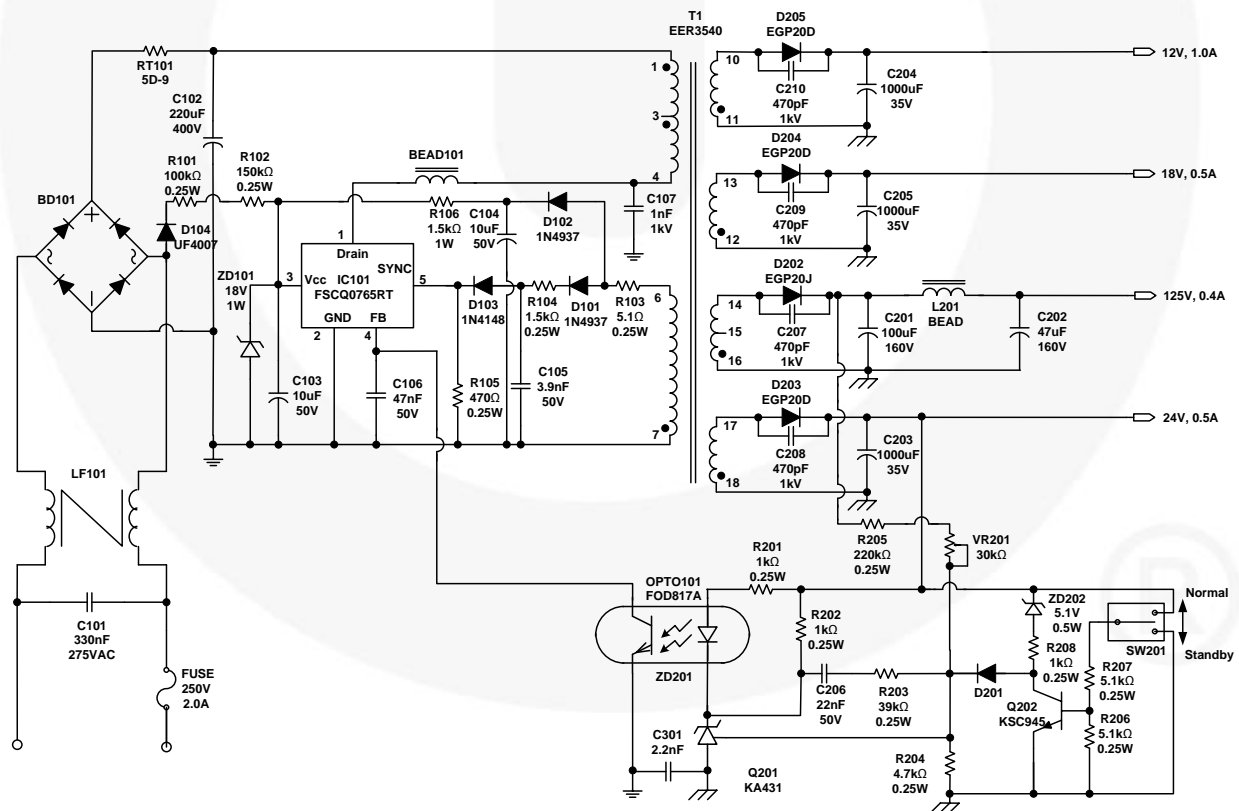 T1
EER3540
RT101
5D-9
C102
220uF
400V
R101
100kΩ
0.25W
R102
150kΩ
0.25W
BD101
+
~
~
-
D104
UF4007
BEAD101
R106
1.5kΩ
1W
C104
10uF
50V
D102
1N4937
C107
1nF
1kV
ZD101
18V
1W
1
Drain
3
Vcc
IC101
FSCQ0765RT
SYNC
5
GND
FB
2
4
D103
1N4148
R104
1.5kΩ
0.25W
D101
1N4937
R103
5.1Ω
0.25W
C103
10uF
50V
C106
47nF
50V
R105
470Ω
0.25W
C105
3.9nF
50V
1
3
4
6
7
10
11
13
12
14
15
16
17
18
D205
EGP20D
C210
470pF
1kV
C204
1000uF
35V
12V, 1.0A
D204
EGP20D
C209
470pF
1kV
C205
1000uF
35V
18V, 0.5A
D202
EGP20J
C207
470pF
1kV
C201
100uF
160V
L201
BEAD
C202
47uF
160V
125V, 0.4A
D203
EGP20D
C208
470pF
1kV
C203
1000uF
35V
24V, 0.5A
LF101
C101
330nF
275VAC
FUSE
250V
2.0A
R205
220kΩ
0.25W
VR201
30kΩ
OPTO101
FOD817A
R201
1kΩ
0.25W
R202
1kΩ
0.25W
ZD201
C206
22nF
50V
R203
39kΩ
0.25W
D201
ZD202
5.1V
0.5W
R208
1kΩ
0.25W
Q202
KSC945
R207
5.1kΩ
0.25W
R206
5.1kΩ
0.25W
SW201
Normal
Standby
C301
2.2nF
Q201
KA431
R204
4.7kΩ
0.25W
®